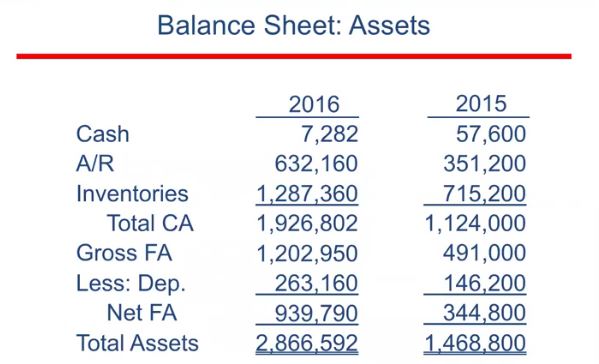 Balance Sheet: Assets
2016 2015
Cash 7,282 57,600
A/R 632,160 351,200
Inventories 1,287,360 715,200
Total CA 1,926,802 1,124,000
Gross FA 1,202,950 491,000
Less: Dep. 263,160 146,200
Net FA 939,790 344,800
Total Assets 2,866,592 1,468,800